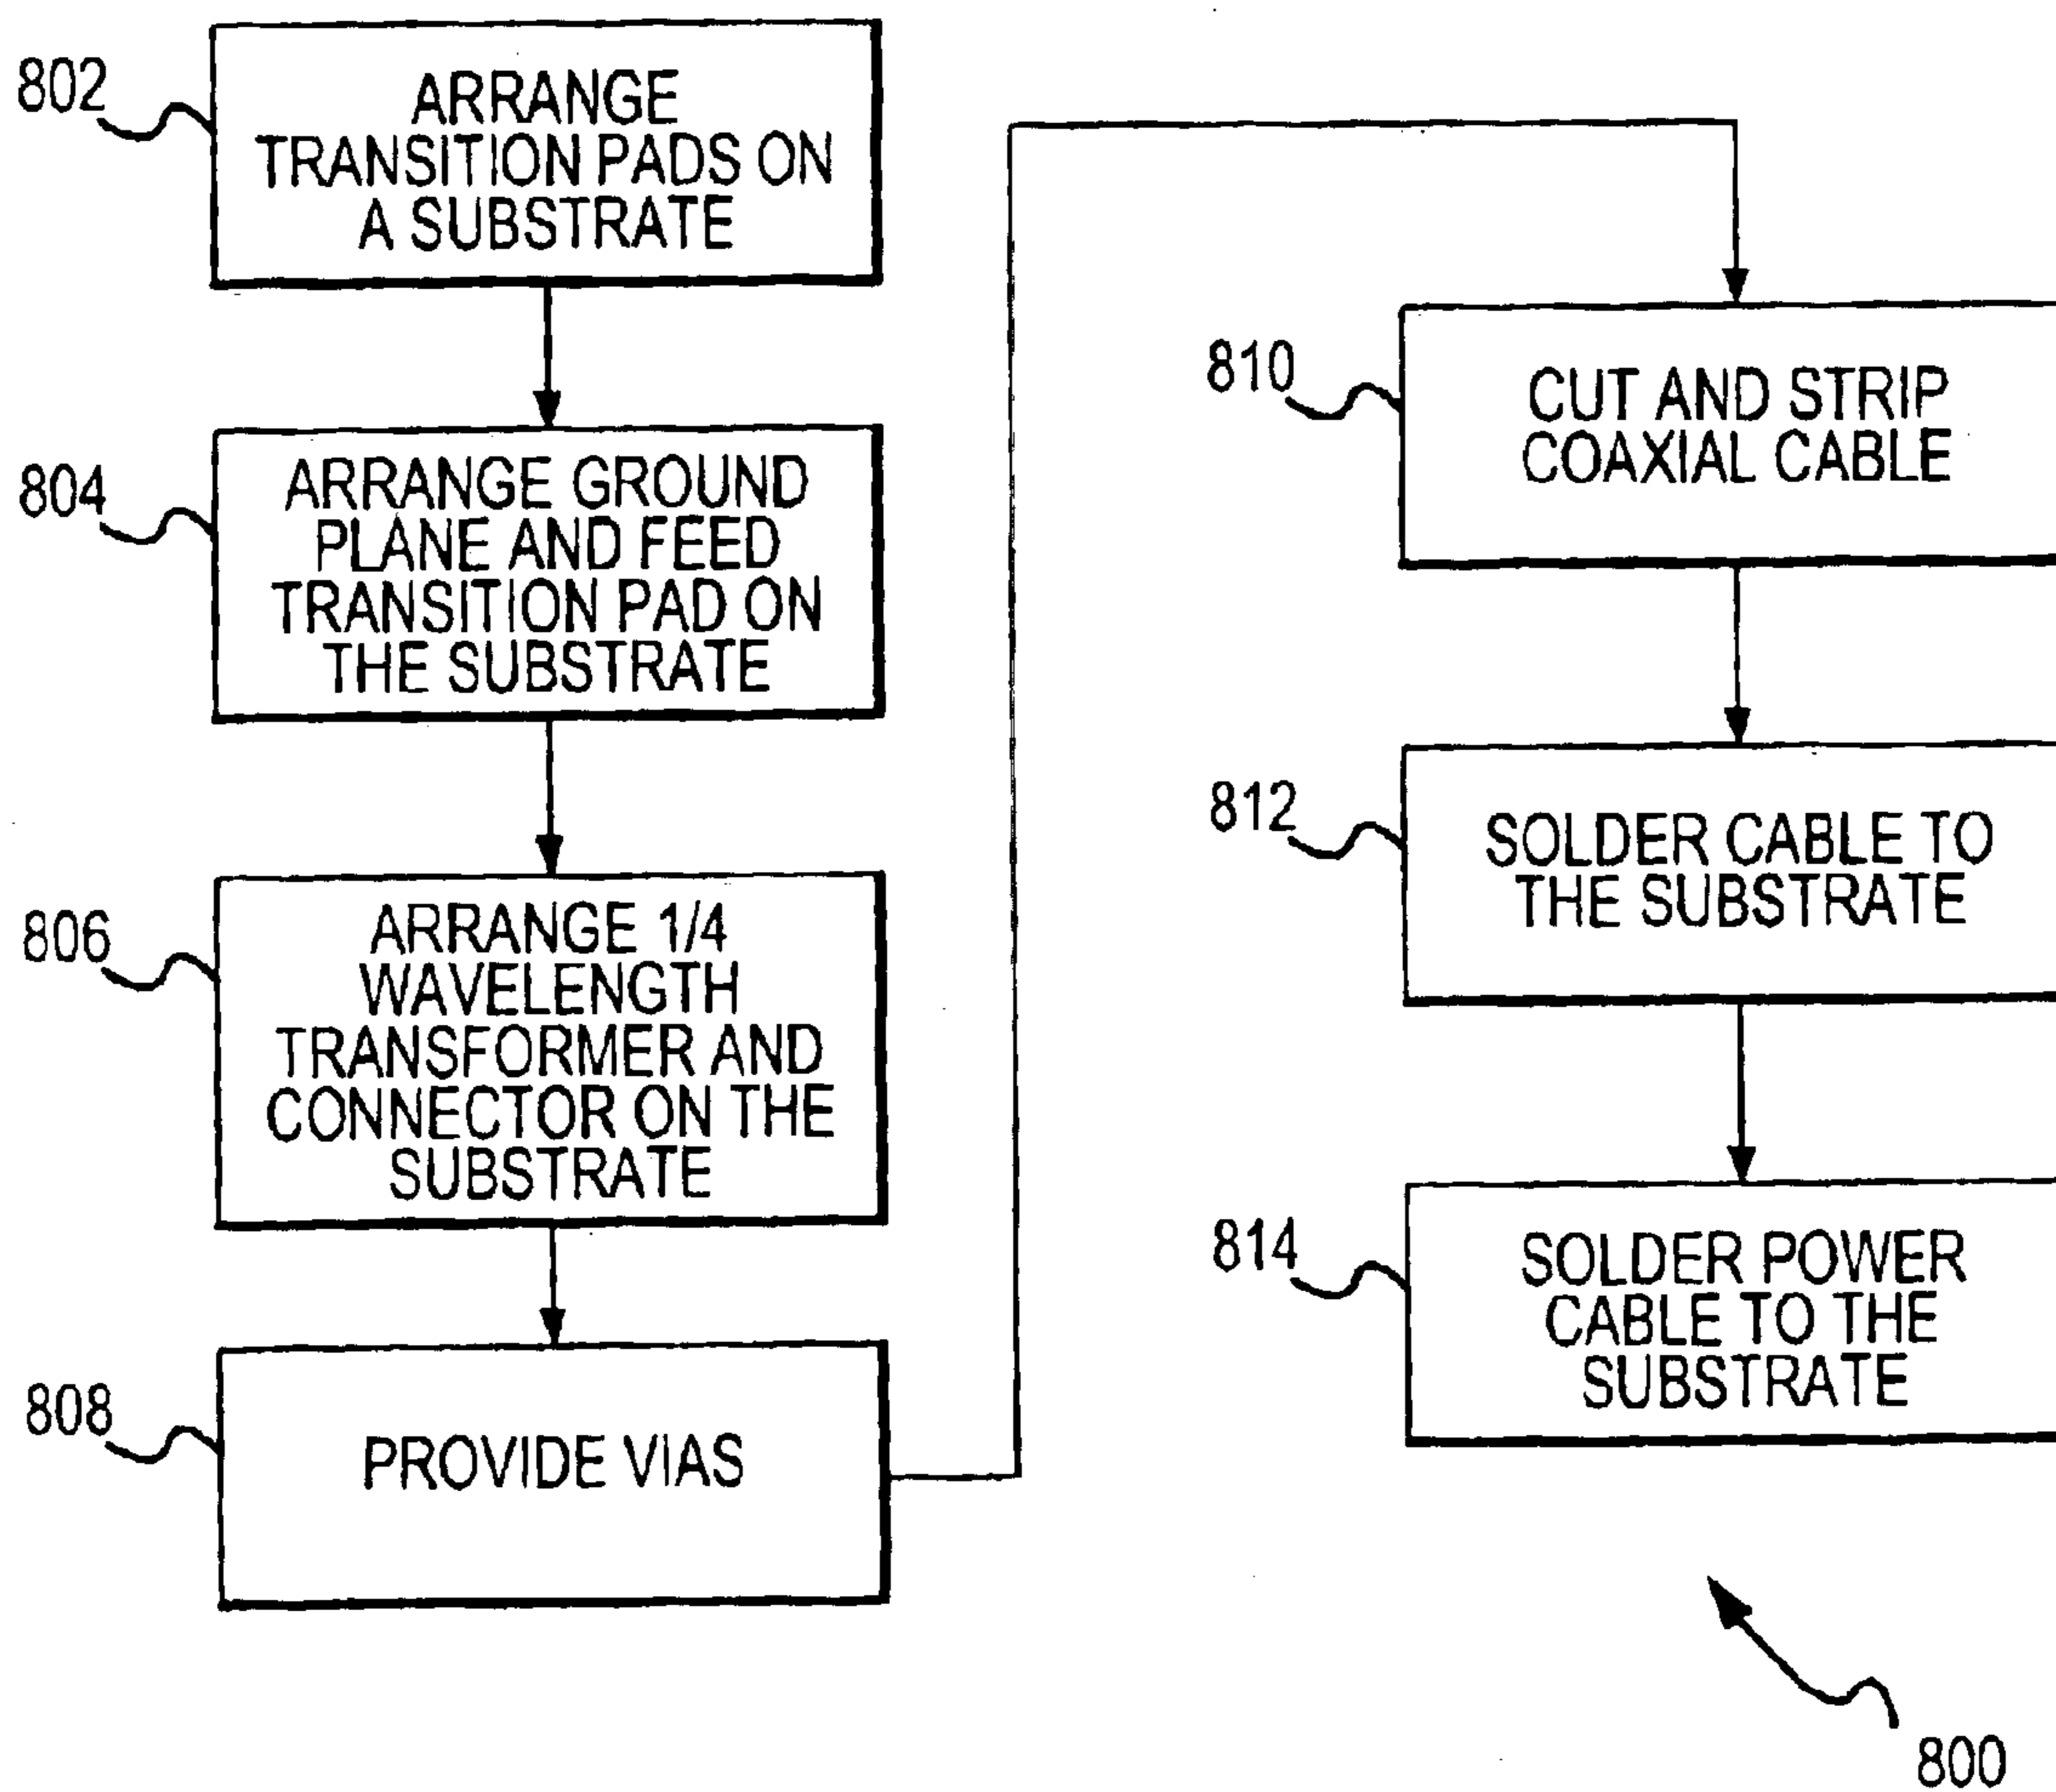 802
ARRANGE
TRANSITION PADS ON
A SUBSTRATE
804
ARRANGE GROUND
PLANE AND FEED
TRANSITION PAD ON
THE SUBSTRATE
806
ARRANGE 1/4
WAVELENGTH
TRANSFORMER AND
CONNECTOR ON THE
SUBSTRATE
808
PROVIDE VIAS
810
CUT AND STRIP
COAXIAL CABLE
812
SOLDER CABLE TO
THE SUBSTRATE
814
SOLDER POWER
CABLE TO THE
SUBSTRATE
800